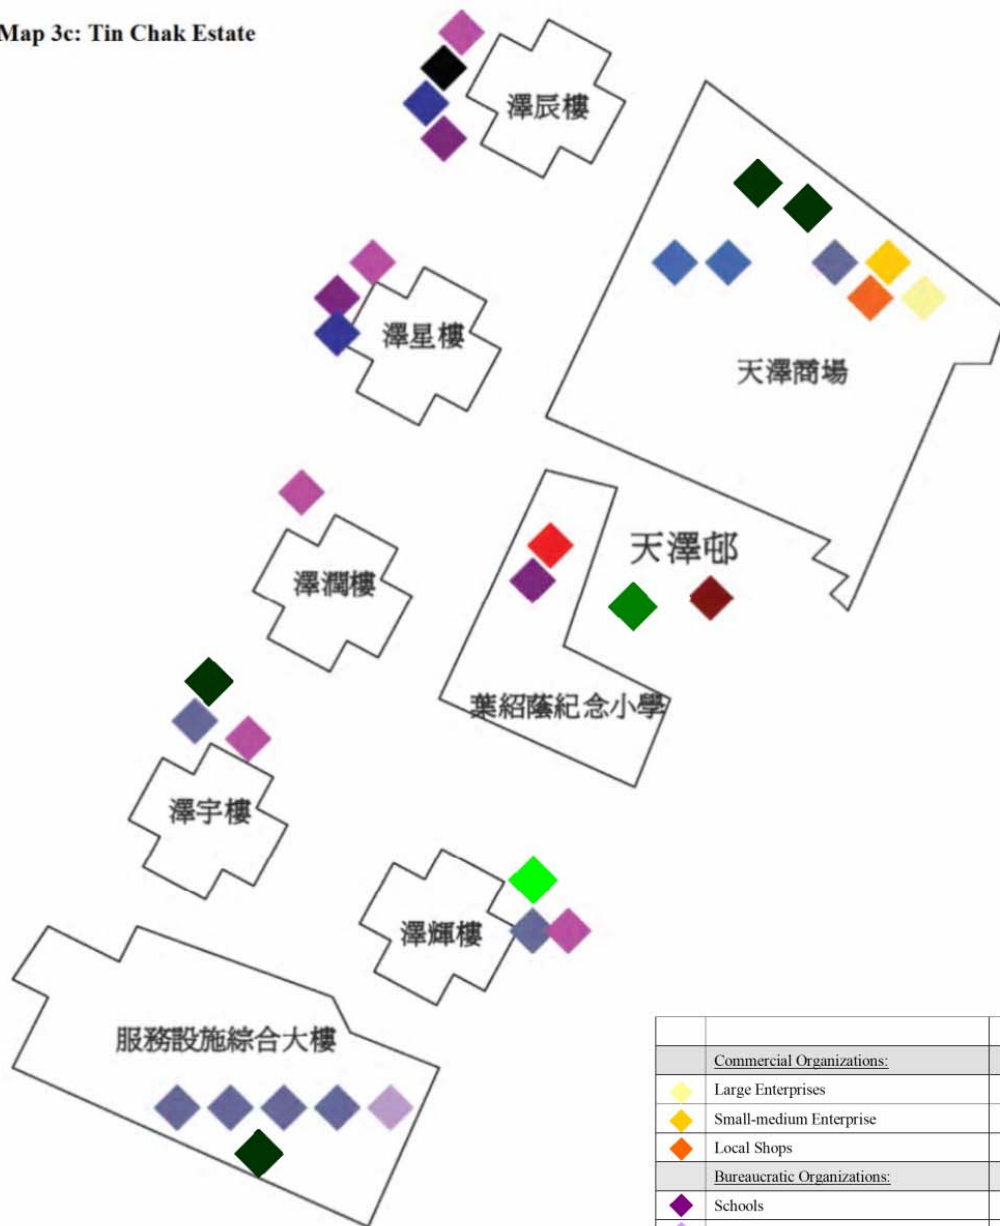 Map 3c: Tin Chak Estate
澤辰樓
澤星樓
天澤商場
澤潤樓
天澤邨
葉紹蔭紀念小學
澤宇樓
澤輝樓
服務設施綜合大樓
Commercial Organizations:
Large Enterprises
Small-medium Enterprise
Local Shops
Bureaucratic Organizations:
Schools